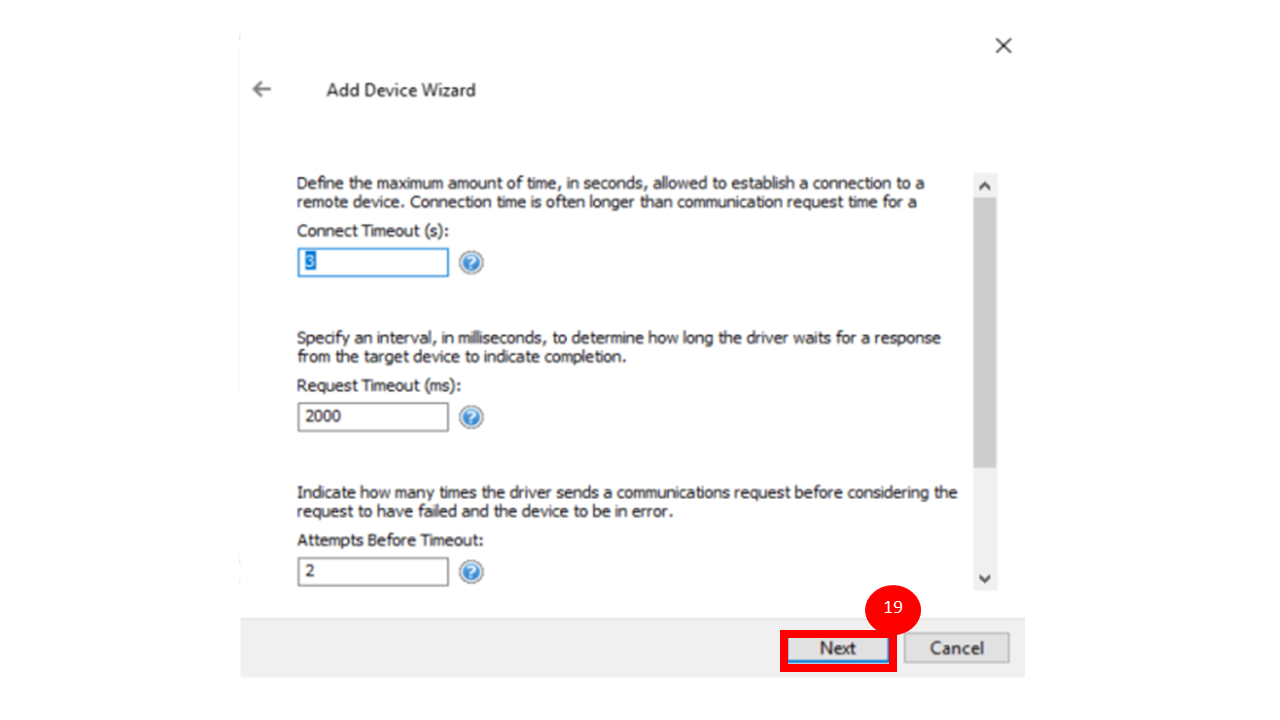 Add Device Wizard
Define the maximum amount of time, in seconds, allowed to establish a connection to a
remote device. Connection time is often longer than communication request time for a
Connect Timeout (s):
3
Specify an interval, in milliseconds, to determine how long the driver waits for a response
from the target device to indicate completion.
Request Timeout (ms):
2000
Indicate how many times the driver sends a communications request before considering the
request to have failed and the device to be in error.
Attempts Before Timeout:
2
19
Next
Cancel